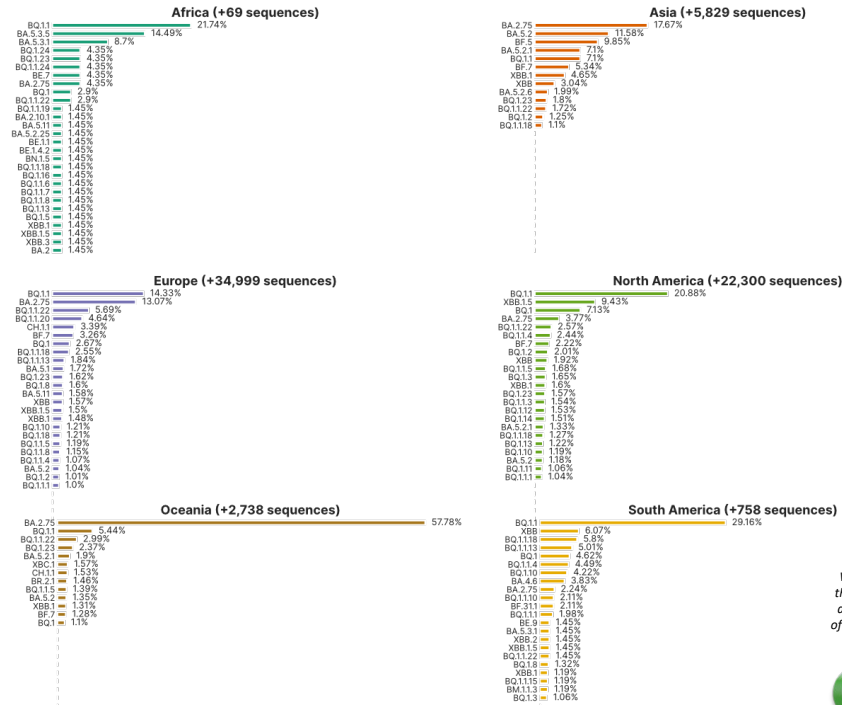 Africa (+69 sequences)
BQ.1.1 21.74%
BA.5.3.5 14.49%
BA.5.3.1 8.7%
BQ.1.24 4.35%
BQ.1.23 4.35%
BQ.1.1.24 4.35%
BE.7 4.35%
BA.2.75 4.35%
BQ.1 2.9%
BQ.1.1.22 2.9%
BQ.1.1.19 1.45%
BA.2.10.1 1.45%
BA.5.11 1.45%
BA.5.2.25 1.45%
BE.1.1 1.45%
BE.1.4.2 1.45%
BN.1.5 1.45%
BQ.1.1.18 1.45%
BQ.1.16 1.45%
BQ.1.1.6 1.45%
BQ.1.1.7 1.45%
BQ.1.1.8 1.45%
BQ.1.13 1.45%
BQ.1.5 1.45%
XBB.1 1.45%
XBB.1.5 1.45%
XBB.3 1.45%
BA.2 1.45%
Asia (+5,829 sequences)
BA.2.75 17.67%
BA.5.2 11.58%
BF.5 9.85%
BA.5.2.1 7.1%
BQ.1.1 7.1%
BF.7 5.34%
XBB.1 4.65%
XBB 3.04%
BA.5.2.6 1.99%
BQ.1.23 1.8%
BQ.1.1.22 1.72%
BQ.1.2 1.25%
BQ.1.1.18 1.1%
Europe (+34,999 sequences)
BQ.1.1 14.33%
BA.2.75 13.07%
BQ.1.1.22 5.69%
BQ.1.1.20 4.64%
CH.1.1 3.39%
BF.7 3.26%
BQ.1 2.67%
BQ.1.1.18 2.55%
BQ.1.1.13 1.84%
BA.5.1 1.72%
BQ.1.23 1.62%
BQ.1.8 1.6%
BA.5.11 1.58%
XBB 1.57%
XBB.1.5 1.5%
XBB.1 1.48%
BQ.1.10 1.21%
BQ.1.18 1.21%
BQ.1.1.5 1.19%
BQ.1.1.8 1.15%
BQ.1.1.4 1.07%
BA.5.2 1.04%
BQ.1.2 1.01%
BQ.1.1.1 1.0%
North America (+22,300 sequences)
BQ.1.1 20.88%
XBB.1.5 9.43%
BQ.1 7.13%
BA.2.75 3.77%
BQ.1.1.22 2.57%
BQ.1.1.4 2.44%
BF.7 2.22%
BQ.1.2 2.01%
XBB 1.92%
BQ.1.1.5 1.68%
BQ.1.3 1.65%
XBB.1 1.6%
BQ.1.23 1.57%
BQ.1.1.3 1.54%
BQ.1.12 1.53%
BQ.1.14 1.51%
BA.5.2.1 1.33%
BQ.1.1.18 1.27%
BQ.1.13 1.22%
BQ.1.10 1.19%
BA.5.2 1.18%
BQ.1.11 1.06%
BQ.1.1.1 1.04%
Oceania (+2,738 sequences)
BA.2.75 57.78%
BQ.1.1 5.44%
BQ.1.1.22 2.99%
BQ.1.23 2.37%
BA.5.2.1 1.9%
XBC.1 1.57%
CH.1.1 1.53%
BR.2.1 1.46%
BQ.1.1.5 1.39%
BA.5.2 1.35%
XBB.1 1.31%
BF.7 1.28%
BQ.1 1.1%
South America (+758 sequences)
BQ.1.1 29.16%
XBB 6.07%
BQ.1.1.18 5.8%
BQ.1.1.13 5.01%
BQ.1 4.62%
BQ.1.1.4 4.49%
BQ.1.10 4.22%
BA.4.6 3.83%
BA.2.75 2.24%
BQ.1.1.10 2.11%
BF.31.1 2.11%
BQ.1.1.1 1.98%
BE.9 1.45%
BA.5.3.1 1.45%
XBB.2 1.45%
XBB.1.5 1.45%
BQ.1.1.22 1.45%
BQ.1.8 1.32%
XBB.1 1.19%
BQ.1.1.15 1.19%
BM.1.1.3 1.19%
BQ.1.3 1.06%